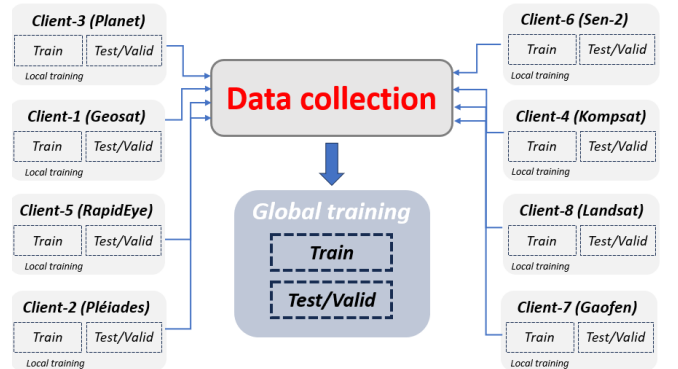 Client-3 (Planet)
Train Test/Valid
Local training
Client-1 (Geosat)
Train Test/Valid
Local training
Client-5 (RapidEye)
Train Test/Valid
Local training
Client-2 (Pléiades)
Train Test/Valid
Local training
Data collection
Global training
Train
Test/Valid
Client-6 (Sen-2)
Train Test/Valid
Local training
Client-4 (Kompsat)
Train Test/Valid
Local training
Client-8 (Landsat)
Train Test/Valid
Local training
Client-7 (Gaofen)
Train Test/Valid
Local training